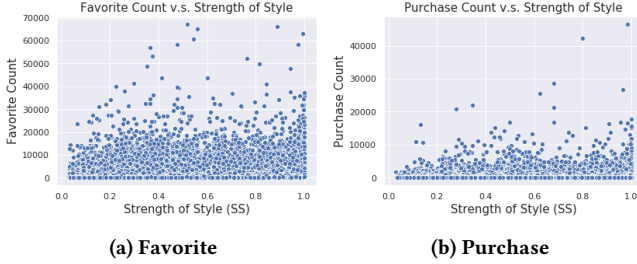 Favorite Count v.s. Strength of Style
70000
60000
50000
40000
30000
20000
10000
0
Favorite Count
0.0 0.2 0.4 0.6 0.8 1.0
Strength of Style (SS)
(a) Favorite
Purchase Count v.s. Strength of Style
40000
30000
20000
10000
0
Purchase Count
0.0 0.2 0.4 0.6 0.8 1.0
Strength of Style (SS)
(b) Purchase